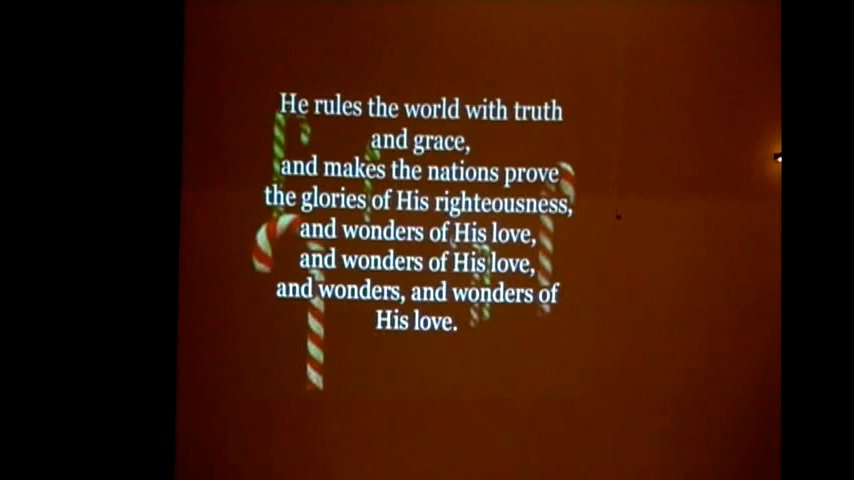 He rules the world with truth
and grace,
and makes the nations prove
the glories of His righteousness,
and wonders of His love,
and wonders of His love,
and wonders, and wonders of
His love.